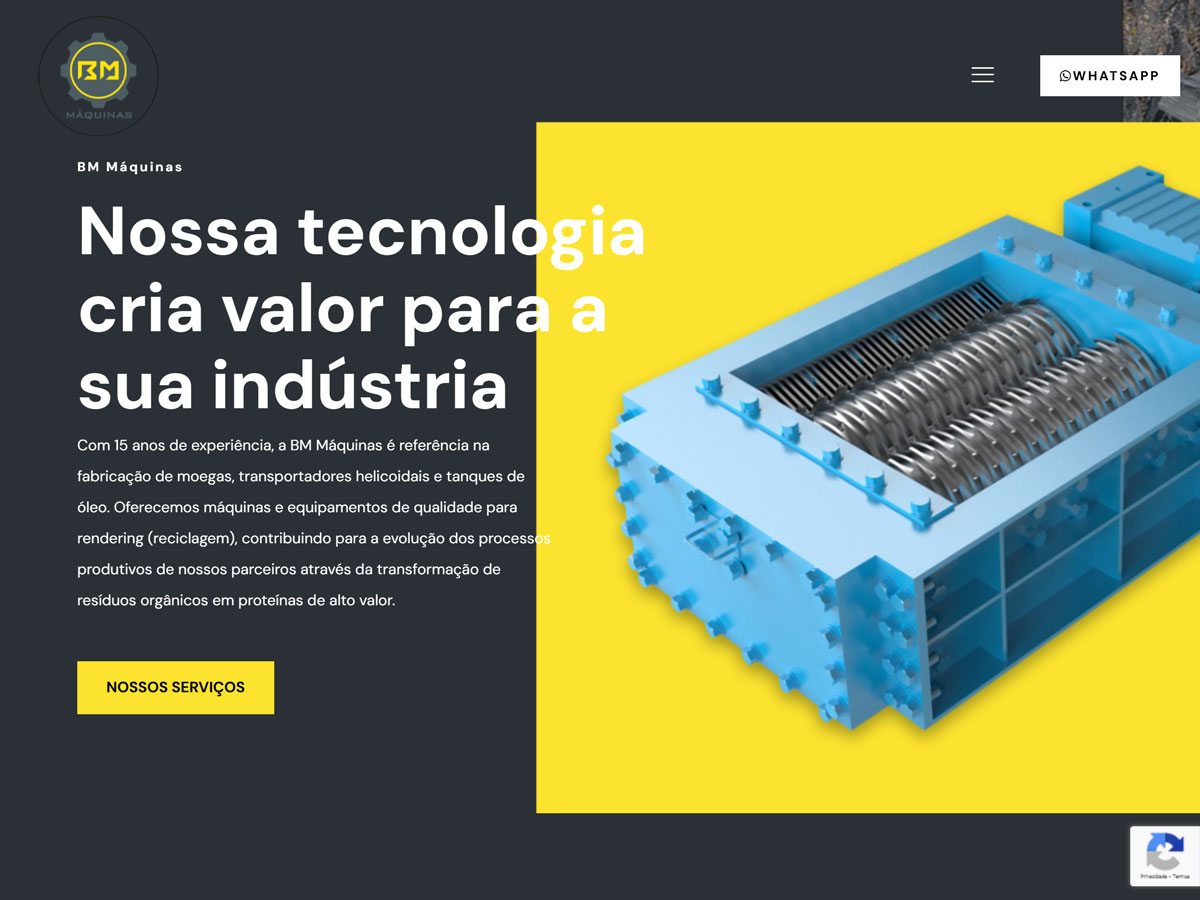 BM
MÁQUINAS
WHATSAPP
BM Máquinas
Nossa tecnologia
cria valor para a
sua indústria
Com 15 anos de experiência, a BM Máquinas é referência na
fabricação de moegas, transportadores helicoidais e tanques de
óleo. Oferecemos máquinas e equipamentos de qualidade para
rendering (reciclagem), contribuindo para a evolução dos processos
produtivos de nossos parceiros através da transformação de
resíduos orgânicos em proteínas de alto valor.
NOSSOS SERVIÇOS
Privacidade - Termos